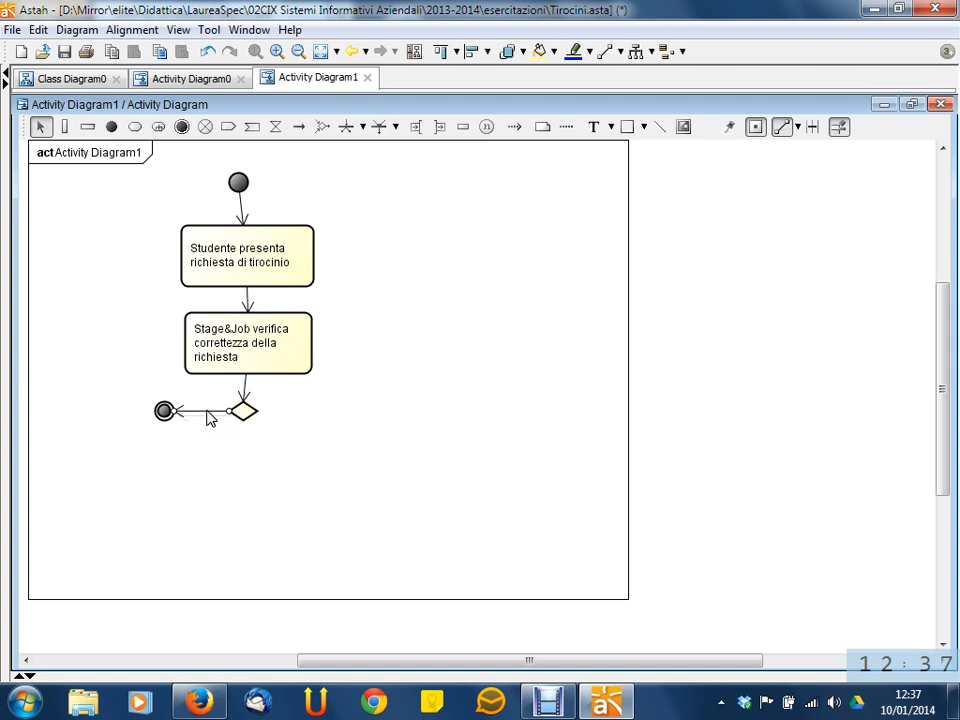 Astah - [D:\Mirror\elite\Didattica\LaureaSpec\02CIX Sistemi Informativi Aziendali\2013-2014\esercitazioni\Tirocini.asta] (*)
File Edit Diagram Alignment View Tool Window Help
3
Class Diagram0 Activity Diagram0 Activity Diagram1
Activity Diagram1 / Activity Diagram
n T
act Activity Diagram1
Studente presenta
richiesta di tirocinio
Stage&Job verifica
correttezza della
richiesta
12:37
12:37
10/01/2014